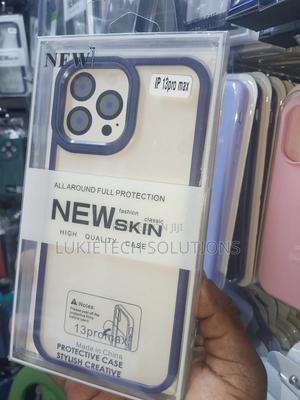 NEW
IP 13pro max
ALL AROUND FULL PROTECTION
NEW fashion classic
SKIN
JIJI
HIGH QUALITY CASE
LUKIETECH SOLUTIONS
Notes:
13promax
Made in China
PROTECTIVE CASE
STYLISH CREATIVE